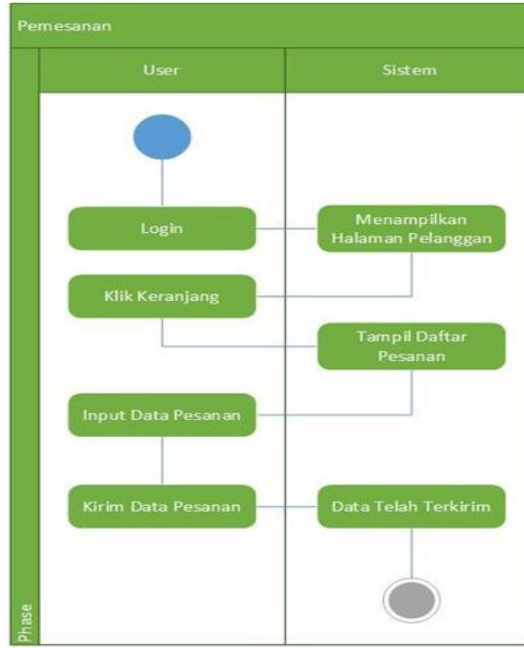 Pemesanan
User
Sistem
Login
Menampilkan
Halaman Pelanggan
Klik Keranjang
Tampil Daftar
Pesanan
Input Data Pesanan
Kirim Data Pesanan
Data Telah Terkirim
Phase